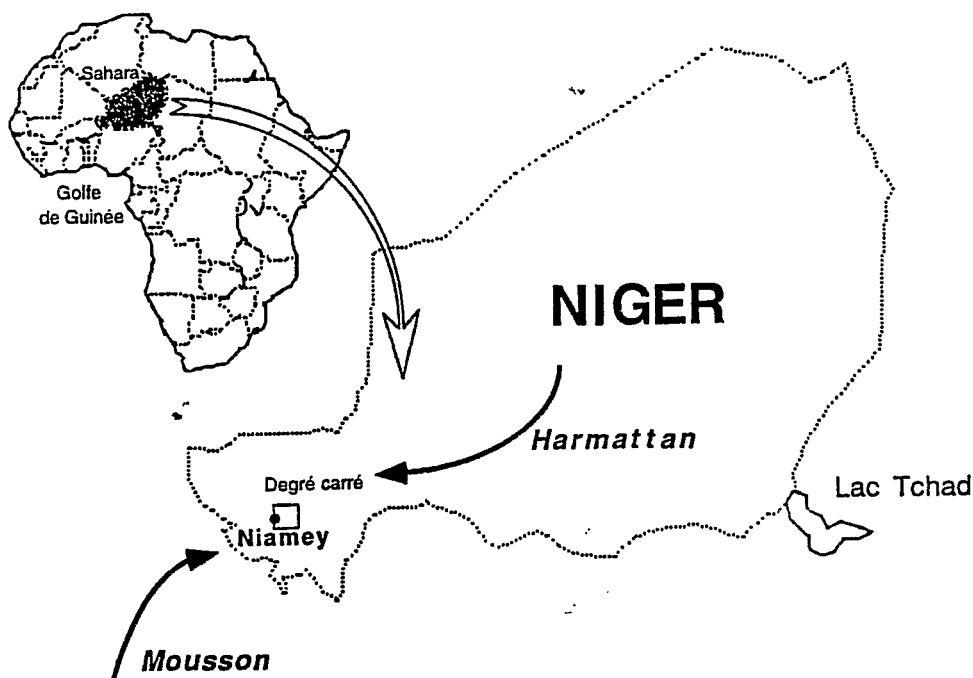 Sahara
Golfe
de Guinée
NIGER
Harmattan
Degré carré
Lac Tchad
Niamey
Mousson